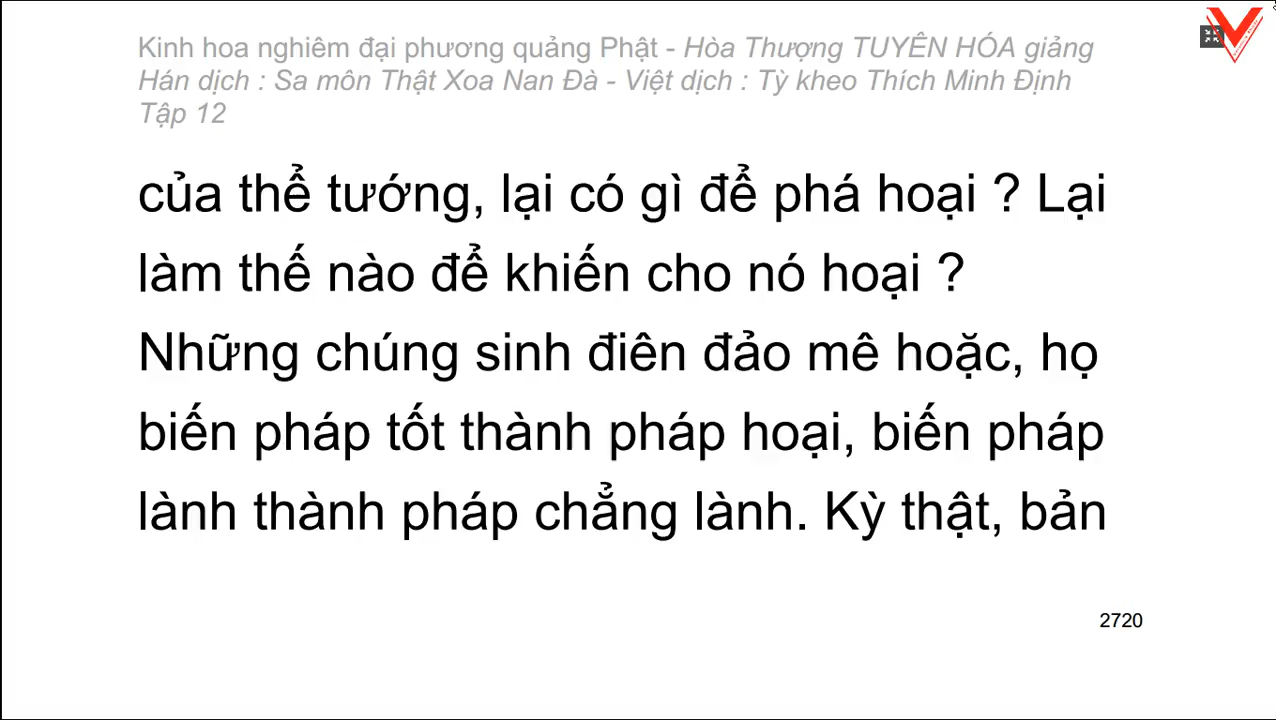 Kinh hoa nghiêm đại phương quảng Phật - Hòa Thượng TUYÊN HÓA giảng
Hán dịch : Sa môn Thật Xoa Nan Đà - Việt dịch : Tỳ kheo Thích Minh Định
Tập 12
của thể tướng, lại có gì để phá hoại ? Lại
làm thế nào để khiến cho nó hoại ?
Những chúng sinh điên đảo mê hoặc, họ
biến pháp tốt thành pháp hoại, biến pháp
lành thành pháp chẳng lành. Kỳ thật, bản
2720